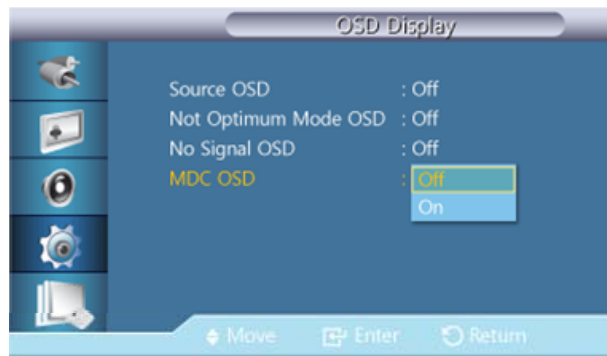 OSD Display
Source OSD : Off
Not Optimum Mode OSD : Off
No Signal OSD : Off
MDC OSD : Off
On
Move Enter Return